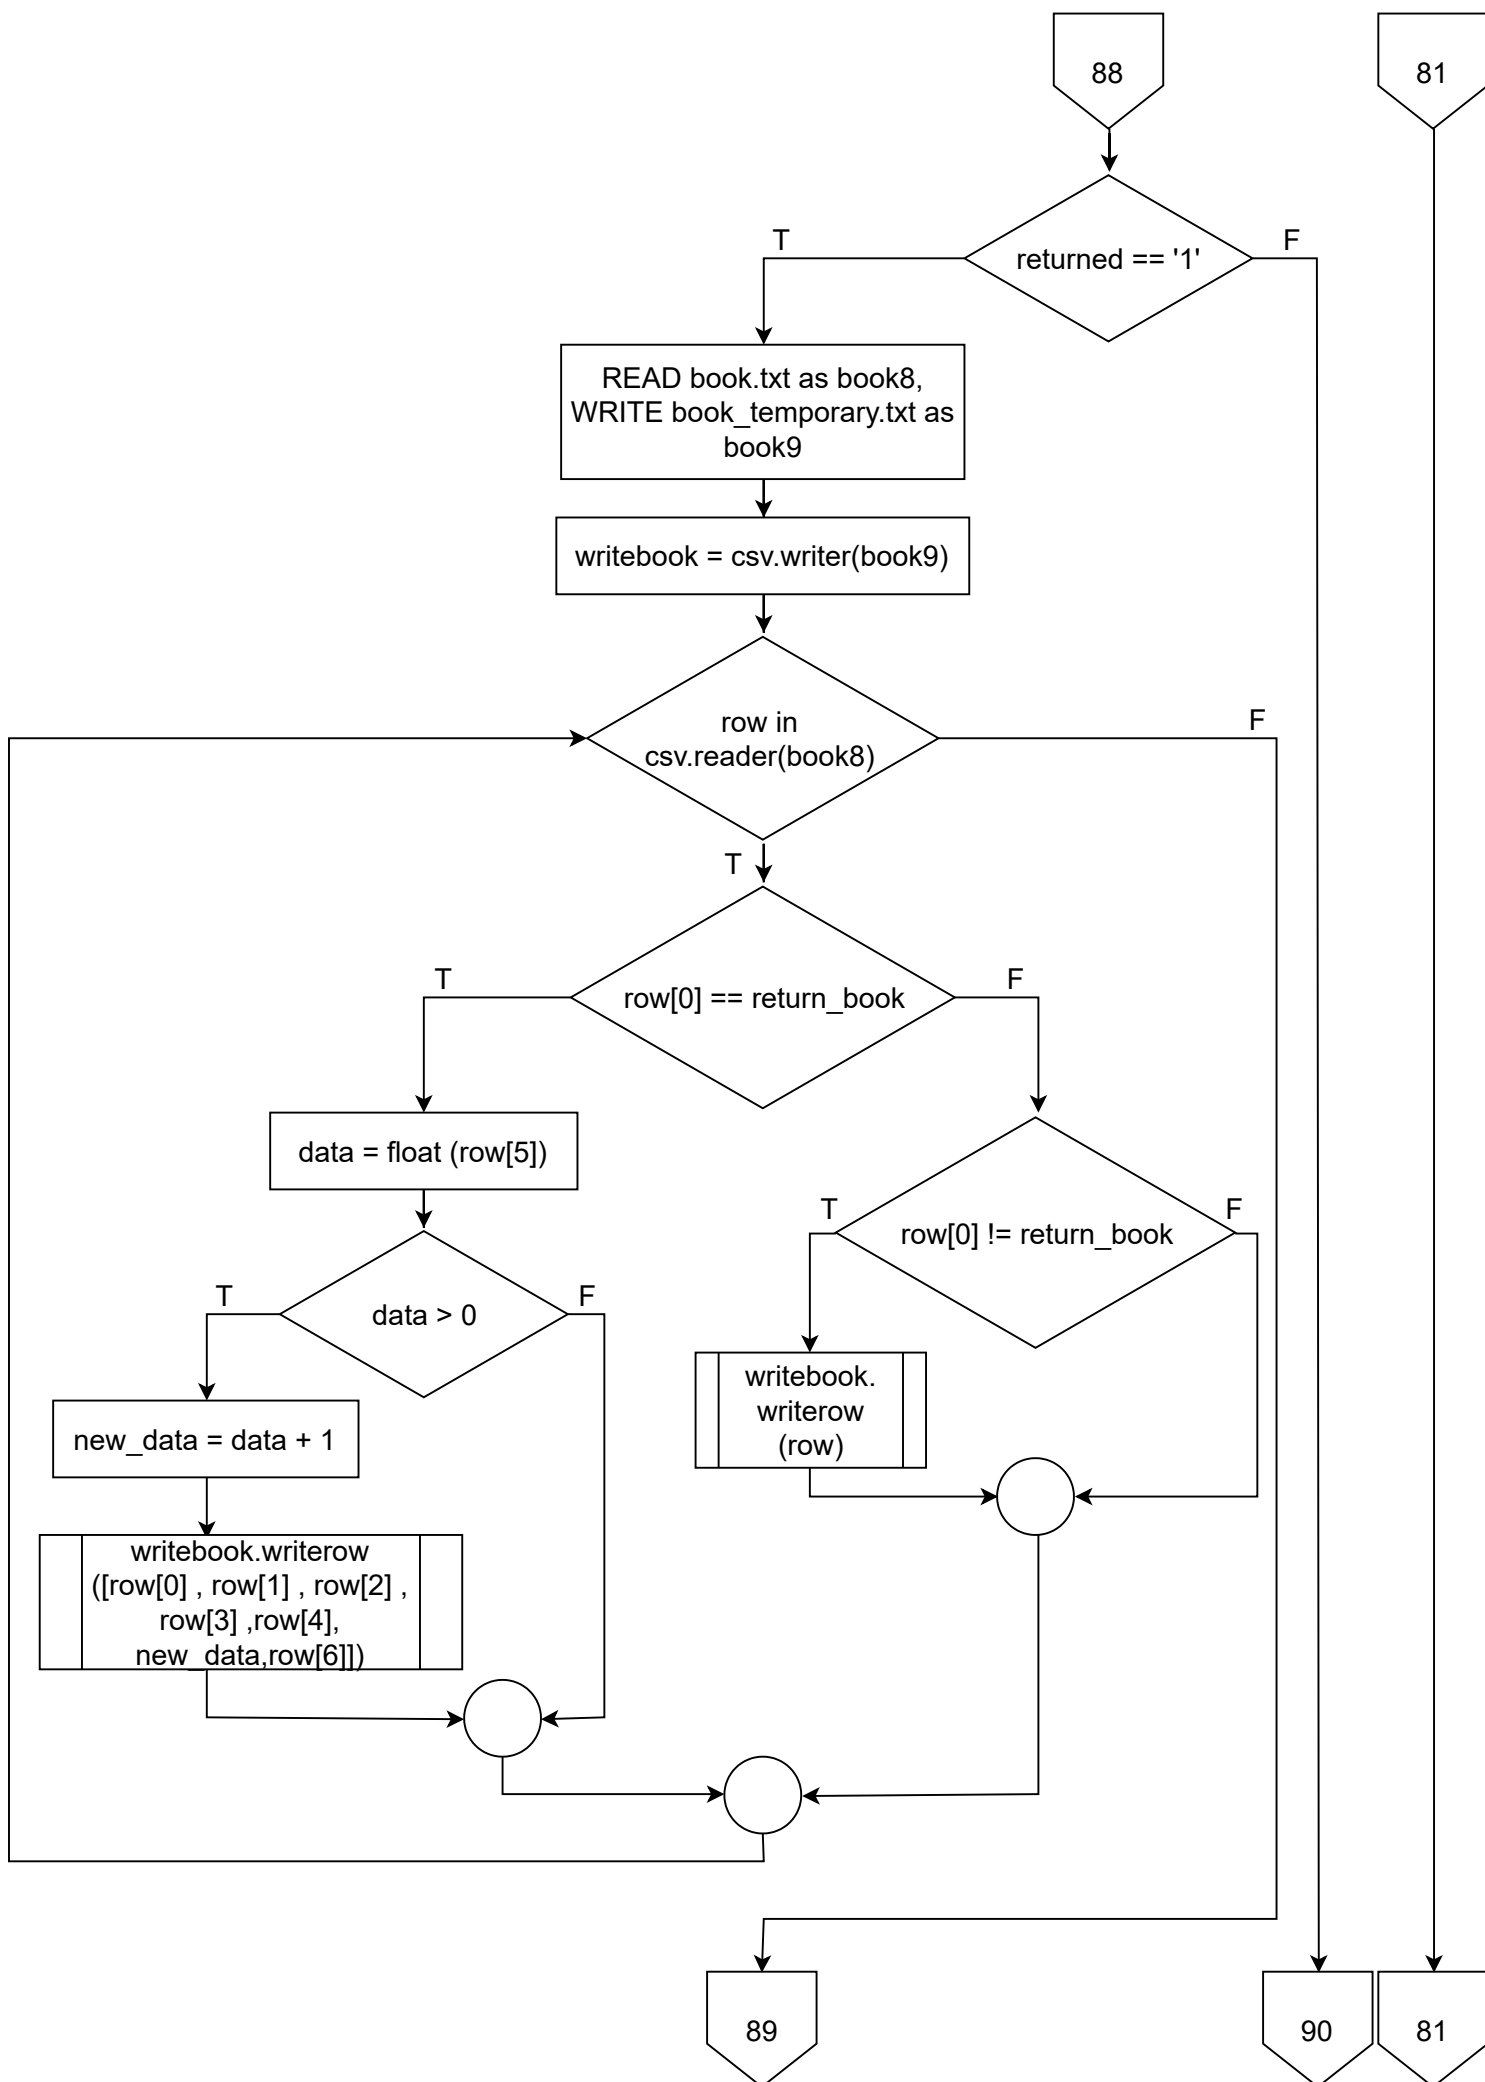 88
81
returned == '1'
T
F
READ book.txt as book8,
WRITE book_temporary.txt as
book9
writebook = csv.writer(book9)
row in
csv.reader(book8)
F
T
row[0] == return_book
T
F
data = float (row[5])
row[0] != return_book
T
F
data > 0
T
F
writebook.
writerow
(row)
new_data = data + 1
writebook.writerow
([row[0] , row[1] , row[2] ,
row[3] ,row[4],
new_data,row[6]])
89
90
81